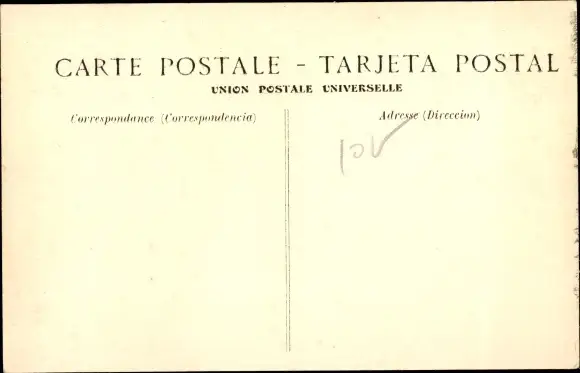 CARTE POSTALE - TARJETA POSTAL
UNION POSTALE UNIVERSELLE
Correspondance (Correspondencia)
Adresse (Direccion)